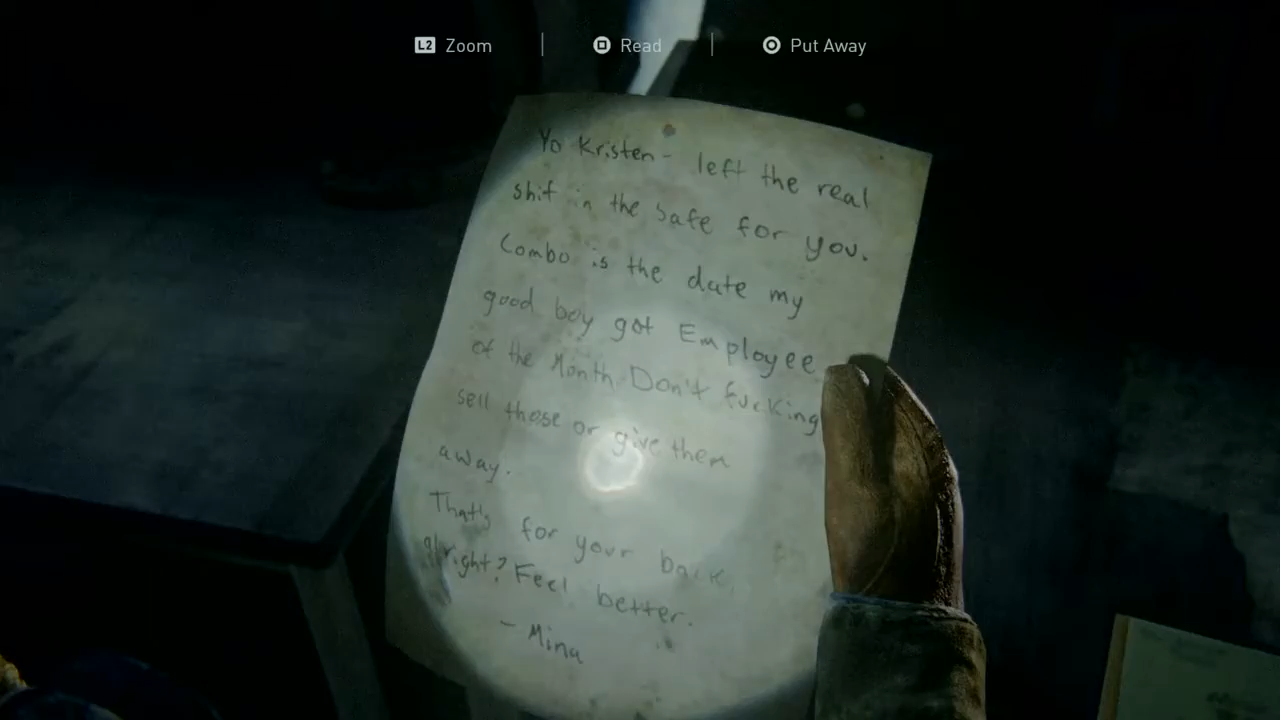 L2 Zoom | Read | Put Away
Yo Kristen - left the real
shit in the safe for you.
Combo is the date my
good boy got Employee
of the Month. Don't fucking
sell those or give them
away.
That's for your back,
alright? Feel better.
- Mina